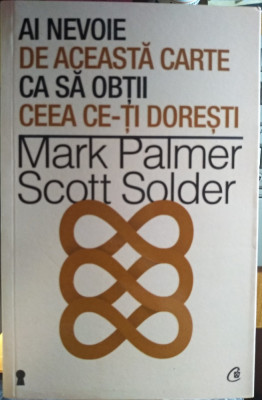 AI NEVOIE
DE ACEASTĂ CARTE
CA SĂ OBȚII
CEEA CE-ȚI DOREȘTI
Mark Palmer
Scott Solder